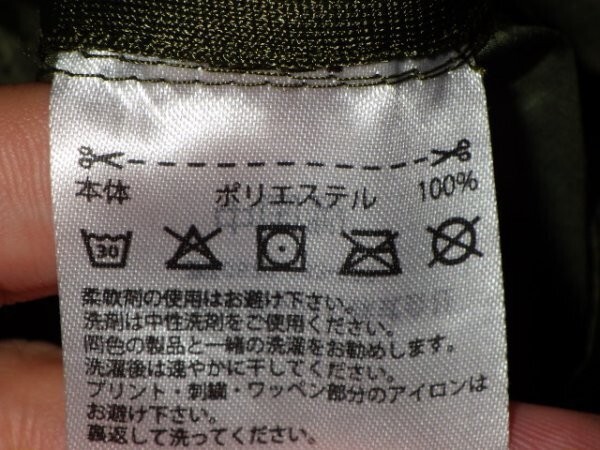 本体 ポリエステル 100%
30
柔軟剤の使用はお避け下さい。
洗剤は中性洗剤をご使用ください。
同色の製品と一緒の洗濯をお勧めします。
洗濯後は速やかに干してください。
プリント・刺繍・ワッペン部分のアイロンは
お避け下さい。
裏返して洗ってください。